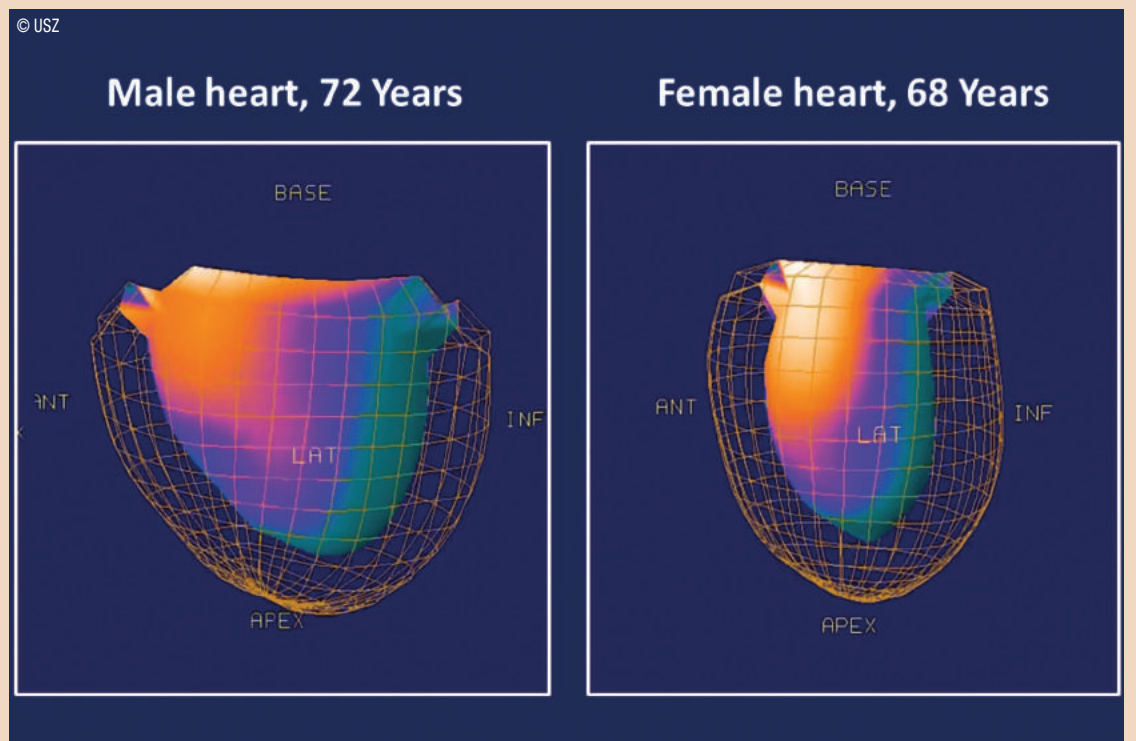 © USZ
Male heart, 72 Years
Female heart, 68 Years
BASE
ANT
INF
LAT
APEX
BASE
ANT
INF
LAT
APEX